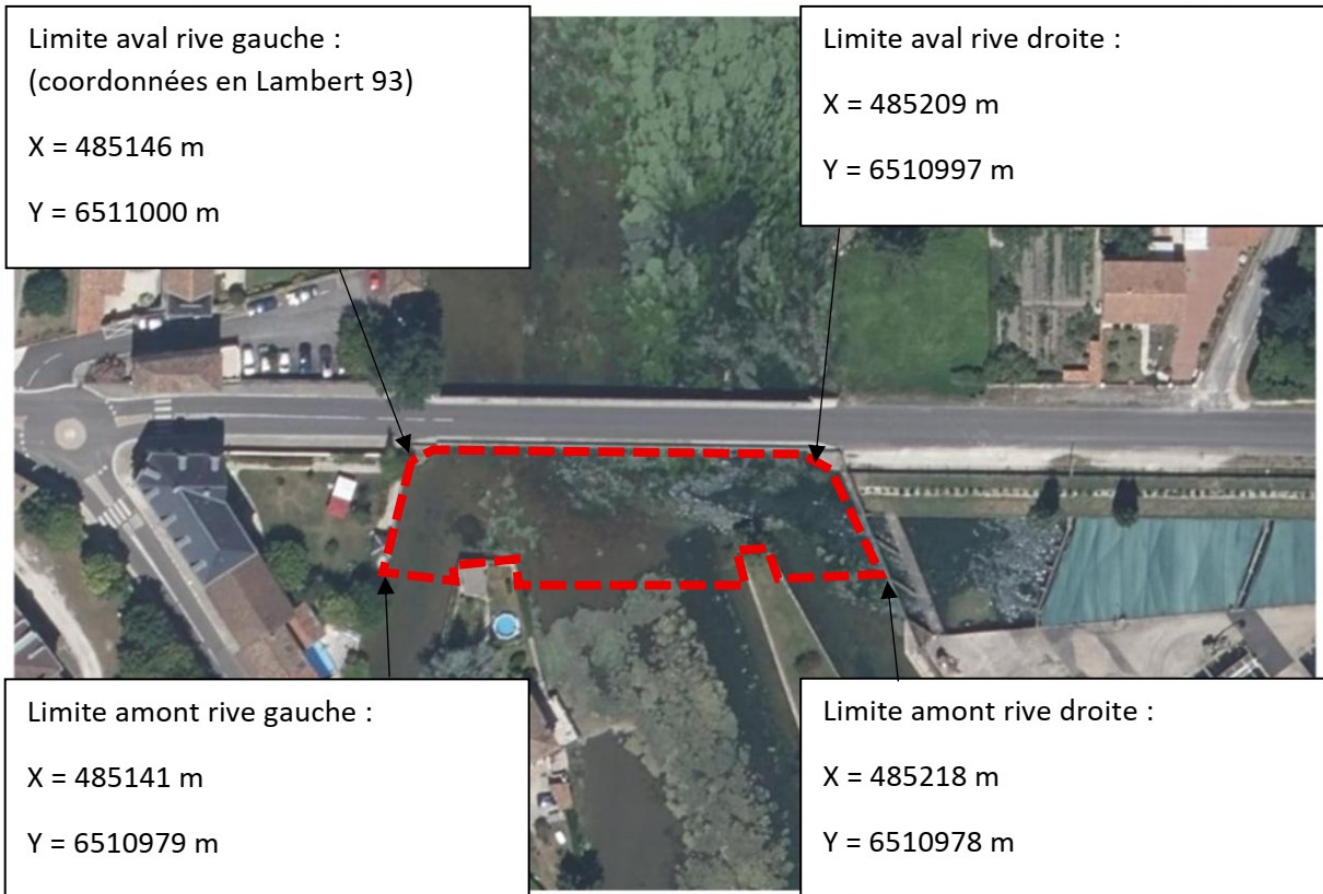 Limite aval rive gauche :
(coordonnées en Lambert 93)
X = 485146 m
Y = 6511000 m
Limite aval rive droite :
X = 485209 m
Y = 6510997 m
Limite amont rive gauche :
X = 485141 m
Y = 6510979 m
Limite amont rive droite :
X = 485218 m
Y = 6510978 m